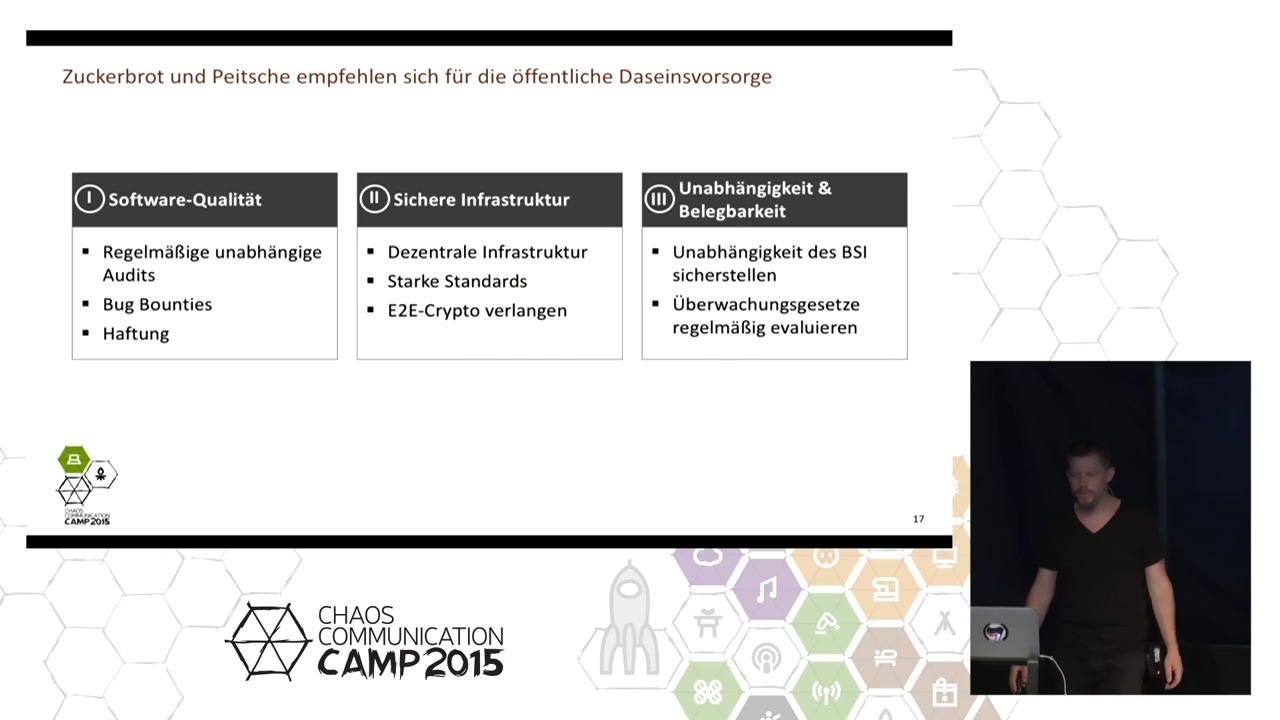 Zuckerbrot und Peitsche empfehlen sich für die öffentliche Daseinsvorsorge
I Software-Qualität
▪ Regelmäßige unabhängige
Audits
▪ Bug Bounties
▪ Haftung
II Sichere Infrastruktur
▪ Dezentrale Infrastruktur
▪ Starke Standards
▪ E2E-Crypto verlangen
III Unabhängigkeit &
Belegbarkeit
▪ Unabhängigkeit des BSI
sicherstellen
▪ Überwachungsgesetze
regelmäßig evaluieren
CHAOS
COMMUNICATION
CAMP 2015
17
CHAOS
COMMUNICATION
CAMP 2015